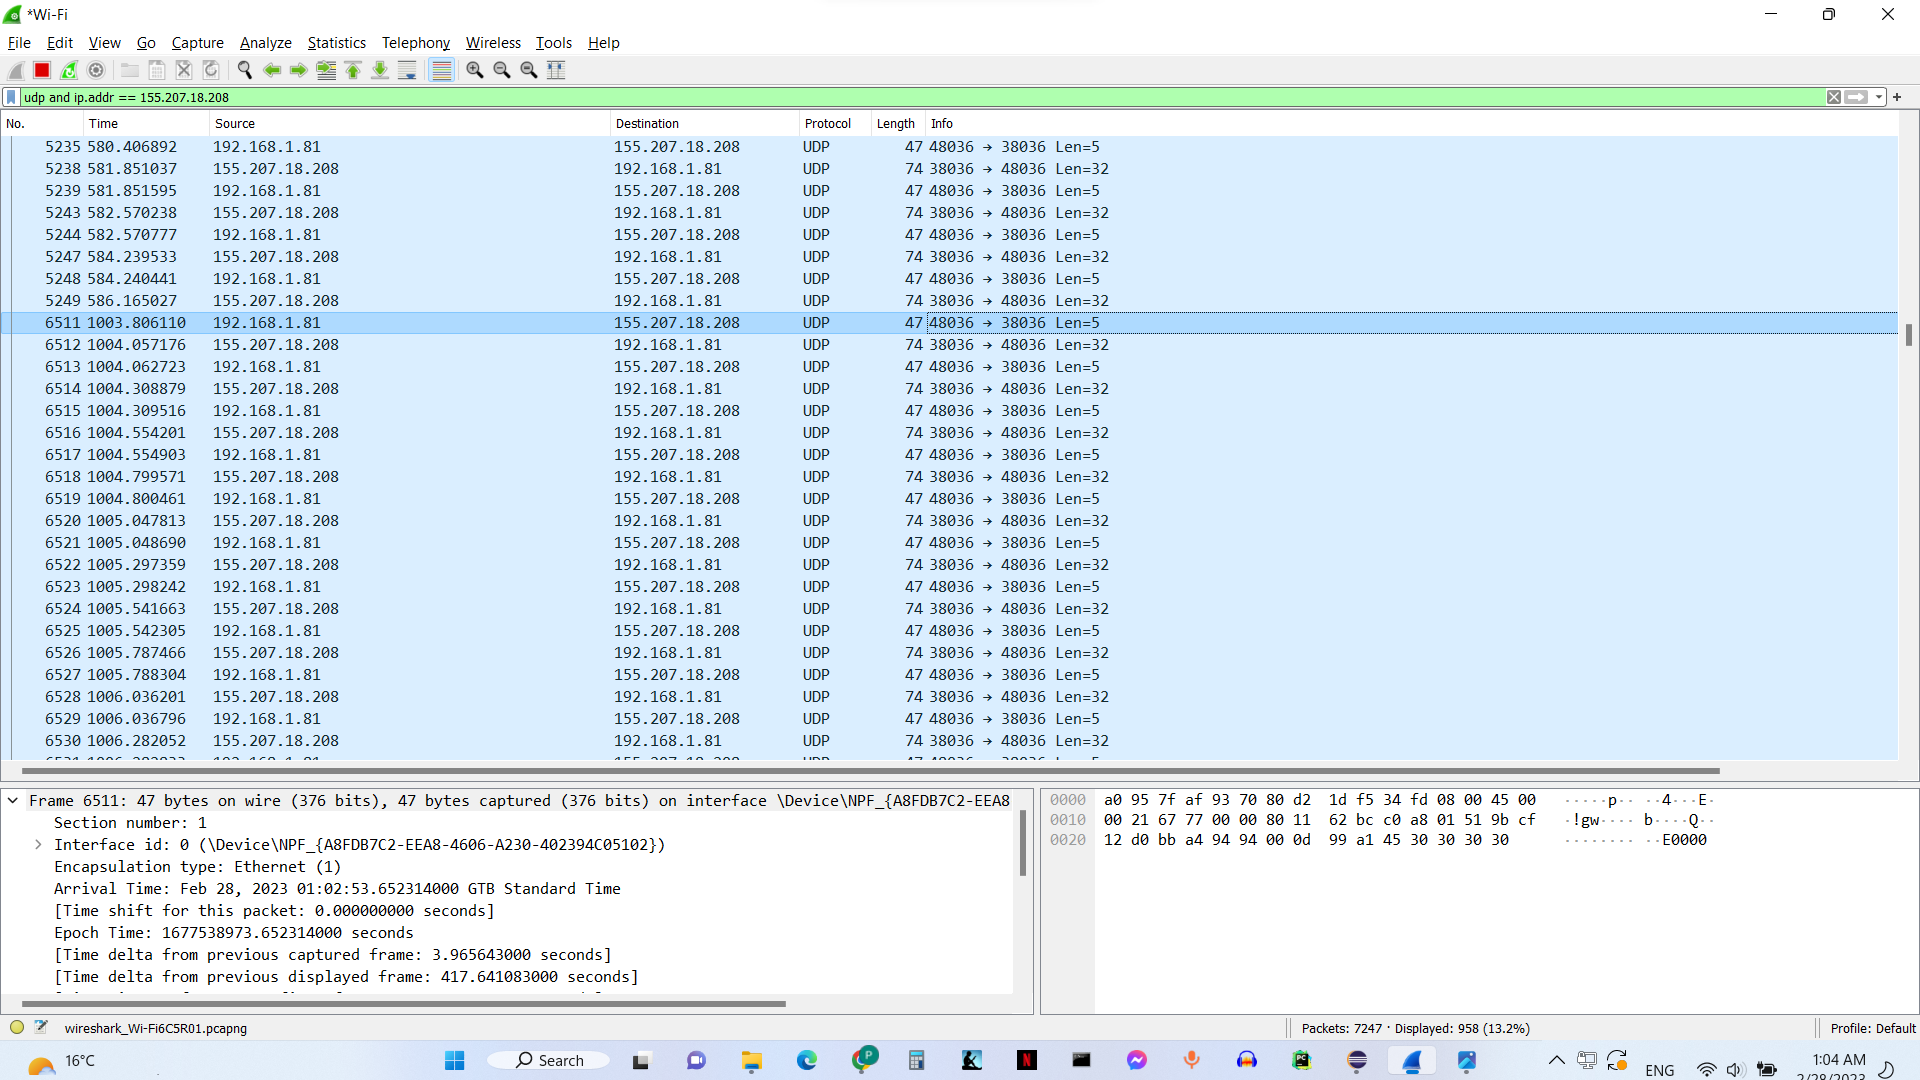 *Wi-Fi
File Edit View Go Capture Analyze Statistics Telephony Wireless Tools Help
udp and ip.addr == 155.207.18.208
No. Time Source Destination Protocol Length Info
5235 580.406892 192.168.1.81 155.207.18.208 UDP 47 48036 → 38036 Len=5
5238 581.851037 155.207.18.208 192.168.1.81 UDP 74 38036 → 48036 Len=32
5239 581.851595 192.168.1.81 155.207.18.208 UDP 47 48036 → 38036 Len=5
5243 582.570238 155.207.18.208 192.168.1.81 UDP 74 38036 → 48036 Len=32
5244 582.570777 192.168.1.81 155.207.18.208 UDP 47 48036 → 38036 Len=5
5247 584.239533 155.207.18.208 192.168.1.81 UDP 74 38036 → 48036 Len=32
5248 584.240441 192.168.1.81 155.207.18.208 UDP 47 48036 → 38036 Len=5
5249 586.165027 155.207.18.208 192.168.1.81 UDP 74 38036 → 48036 Len=32
6511 1003.806110 192.168.1.81 155.207.18.208 UDP 47 48036 → 38036 Len=5
6512 1004.057176 155.207.18.208 192.168.1.81 UDP 74 38036 → 48036 Len=32
6513 1004.062723 192.168.1.81 155.207.18.208 UDP 47 48036 → 38036 Len=5
6514 1004.308879 155.207.18.208 192.168.1.81 UDP 74 38036 → 48036 Len=32
6515 1004.309516 192.168.1.81 155.207.18.208 UDP 47 48036 → 38036 Len=5
6516 1004.554201 155.207.18.208 192.168.1.81 UDP 74 38036 → 48036 Len=32
6517 1004.554903 192.168.1.81 155.207.18.208 UDP 47 48036 → 38036 Len=5
6518 1004.799571 155.207.18.208 192.168.1.81 UDP 74 38036 → 48036 Len=32
6519 1004.800461 192.168.1.81 155.207.18.208 UDP 47 48036 → 38036 Len=5
6520 1005.047813 155.207.18.208 192.168.1.81 UDP 74 38036 → 48036 Len=32
6521 1005.048690 192.168.1.81 155.207.18.208 UDP 47 48036 → 38036 Len=5
6522 1005.297359 155.207.18.208 192.168.1.81 UDP 74 38036 → 48036 Len=32
6523 1005.298242 192.168.1.81 155.207.18.208 UDP 47 48036 → 38036 Len=5
6524 1005.541663 155.207.18.208 192.168.1.81 UDP 74 38036 → 48036 Len=32
6525 1005.542305 192.168.1.81 155.207.18.208 UDP 47 48036 → 38036 Len=5
6526 1005.787466 155.207.18.208 192.168.1.81 UDP 74 38036 → 48036 Len=32
6527 1005.788304 192.168.1.81 155.207.18.208 UDP 47 48036 → 38036 Len=5
6528 1006.036201 155.207.18.208 192.168.1.81 UDP 74 38036 → 48036 Len=32
6529 1006.036796 192.168.1.81 155.207.18.208 UDP 47 48036 → 38036 Len=5
6530 1006.282052 155.207.18.208 192.168.1.81 UDP 74 38036 → 48036 Len=32
Frame 6511: 47 bytes on wire (376 bits), 47 bytes captured (376 bits) on interface \Device\NPF_{A8FDB7C2-EEA8
Section number: 1
Interface id: 0 (\Device\NPF_{A8FDB7C2-EEA8-4606-A230-402394C05102})
Encapsulation type: Ethernet (1)
Arrival Time: Feb 28, 2023 01:02:53.652314000 GTB Standard Time
[Time shift for this packet: 0.000000000 seconds]
Epoch Time: 1677538973.652314000 seconds
[Time delta from previous captured frame: 3.965643000 seconds]
[Time delta from previous displayed frame: 417.641083000 seconds]
0000 a0 95 7f af 93 70 80 d2 1d f5 34 fd 08 00 45 00 ·····p·· ··4···E·
0010 00 21 67 77 00 00 80 11 62 bc c0 a8 01 51 9b cf ·!gw···· b····Q··
0020 12 d0 bb a4 94 94 00 0d 99 a1 45 30 30 30 30 ········ ··E0000
wireshark_Wi-Fi6C5R01.pcapng
Packets: 7247 · Displayed: 958 (13.2%)
Profile: Default
16°C
Search
ENG
1:04 AM
2/28/2023